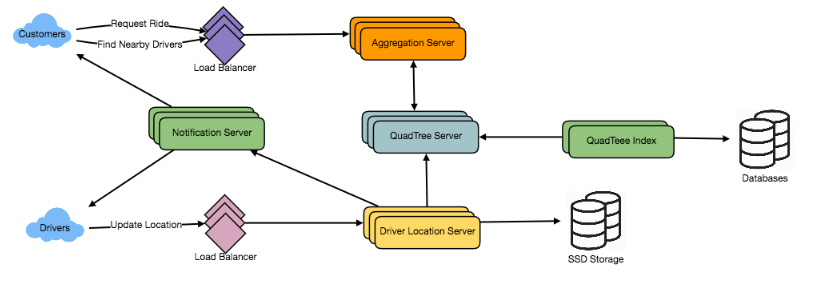 Customers
Request Ride
Find Nearby Drivers
Load Balancer
Aggregation Server
Notification Server
QuadTree Server
QuadTeee Index
Databases
Drivers
Update Location
Load Balancer
Driver Location Server
SSD Storage